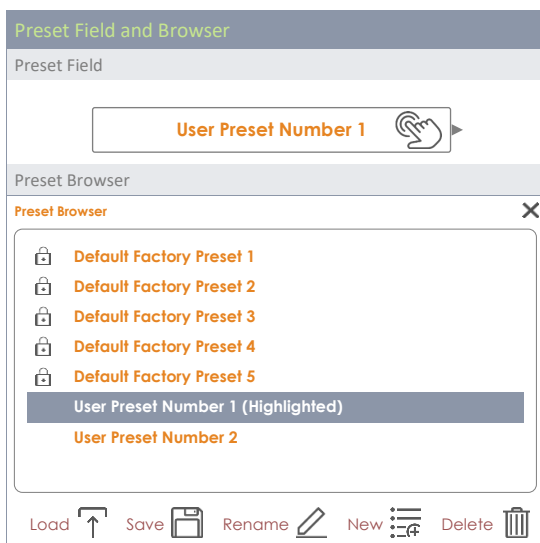 Preset Field and Browser
Preset Field
User Preset Number 1
Preset Browser
Preset Browser
Default Factory Preset 1
Default Factory Preset 2
Default Factory Preset 3
Default Factory Preset 4
Default Factory Preset 5
User Preset Number 1 (Highlighted)
User Preset Number 2
Load Save Rename New Delete